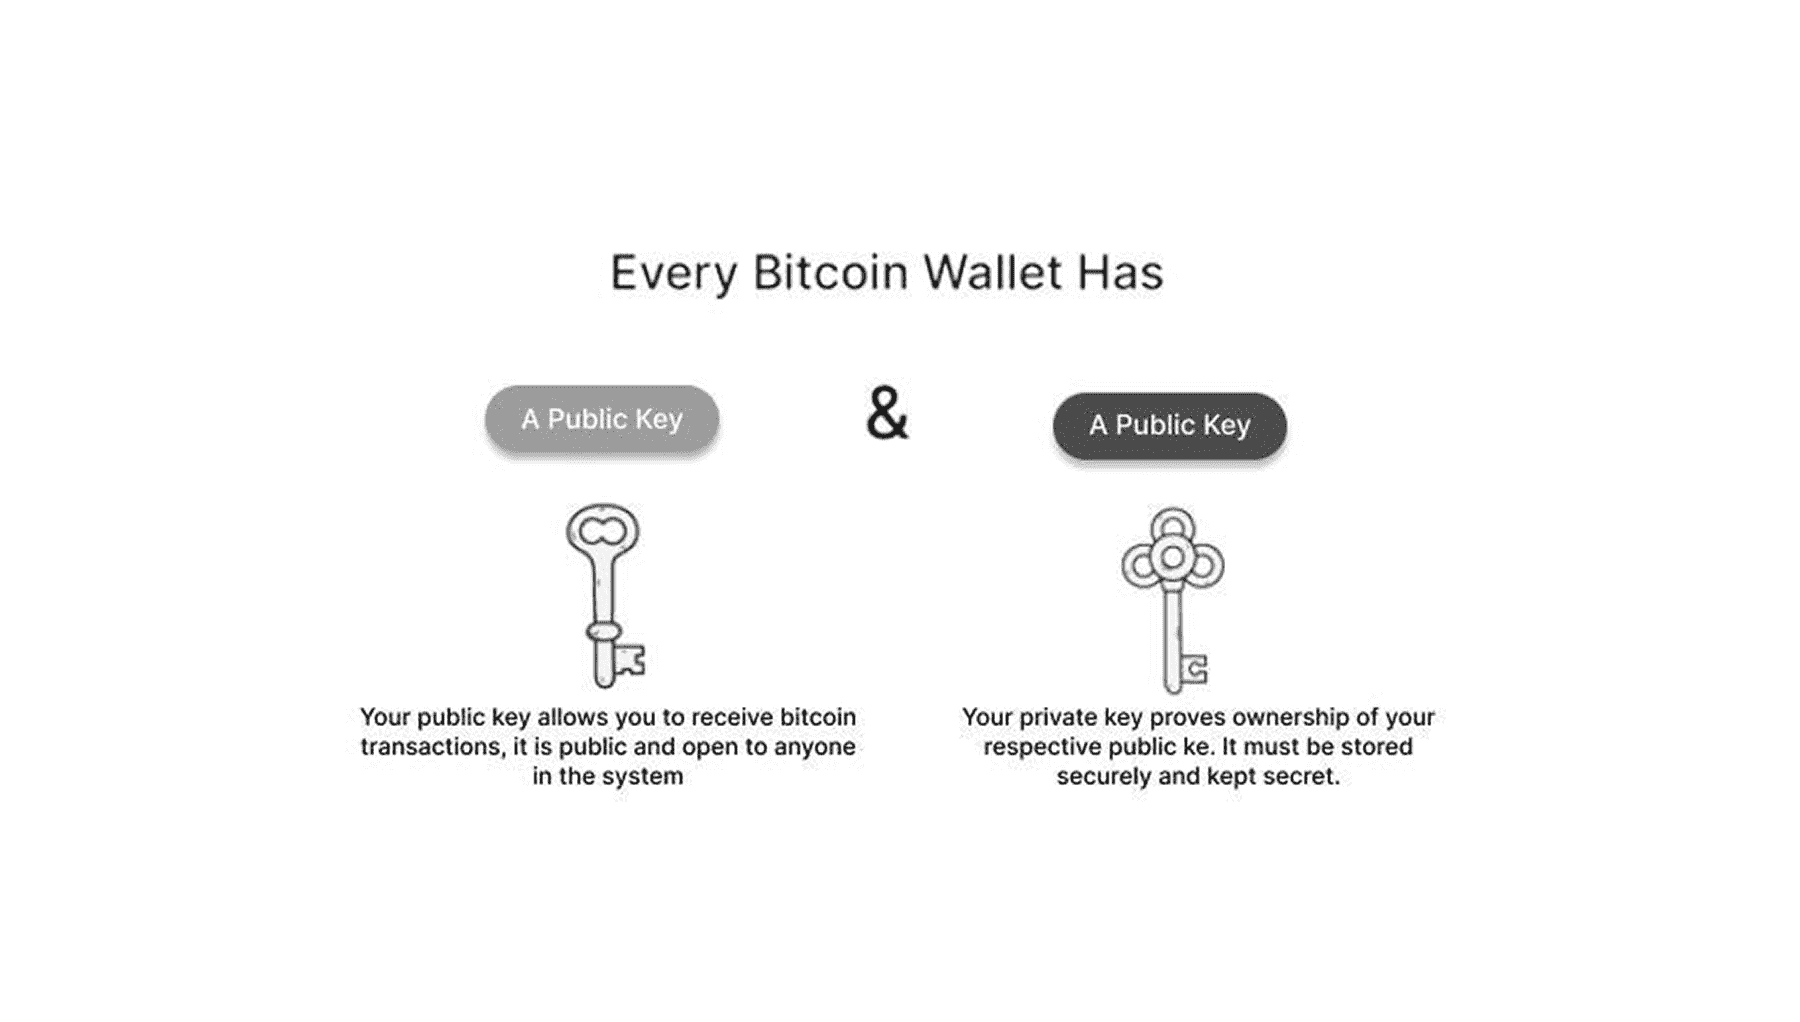 Every Bitcoin Wallet Has
A Public Key
&
A Public Key
Your public key allows you to receive bitcoin
transactions, it is public and open to anyone
in the system
Your private key proves ownership of your
respective public ke. It must be stored
securely and kept secret.